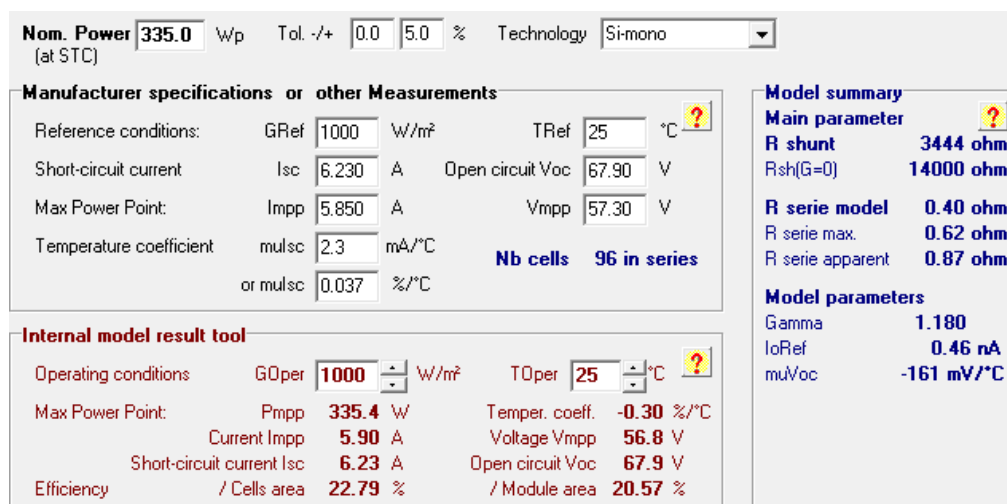 Nom. Power 335.0 Wp Tol. -/+ 0.0 5.0 % Technology Si-mono
(at STC)
Manufacturer specifications or other Measurements
Reference conditions: GRef 1000 W/m² TRef 25 °C ?
Short-circuit current Isc 6.230 A Open circuit Voc 67.90 V
Max Power Point: Impp 5.850 A Vmpp 57.30 V
Temperature coefficient muIsc 2.3 mA/°C
Nb cells 96 in series
or muIsc 0.037 %/°C
Internal model result tool
Operating conditions GOper 1000 W/m² TOper 25 °C ?
Max Power Point: Pmpp 335.4 W Temper. coeff. -0.30 %/°C
Current Impp 5.90 A Voltage Vmpp 56.8 V
Short-circuit current Isc 6.23 A Open circuit Voc 67.9 V
Efficiency / Cells area 22.79 % / Module area 20.57 %
Model summary
Main parameter ?
R shunt 3444 ohm
Rsh(G=0) 14000 ohm
R serie model 0.40 ohm
R serie max. 0.62 ohm
R serie apparent 0.87 ohm
Model parameters
Gamma 1.180
IoRef 0.46 nA
muVoc -161 mV/°C